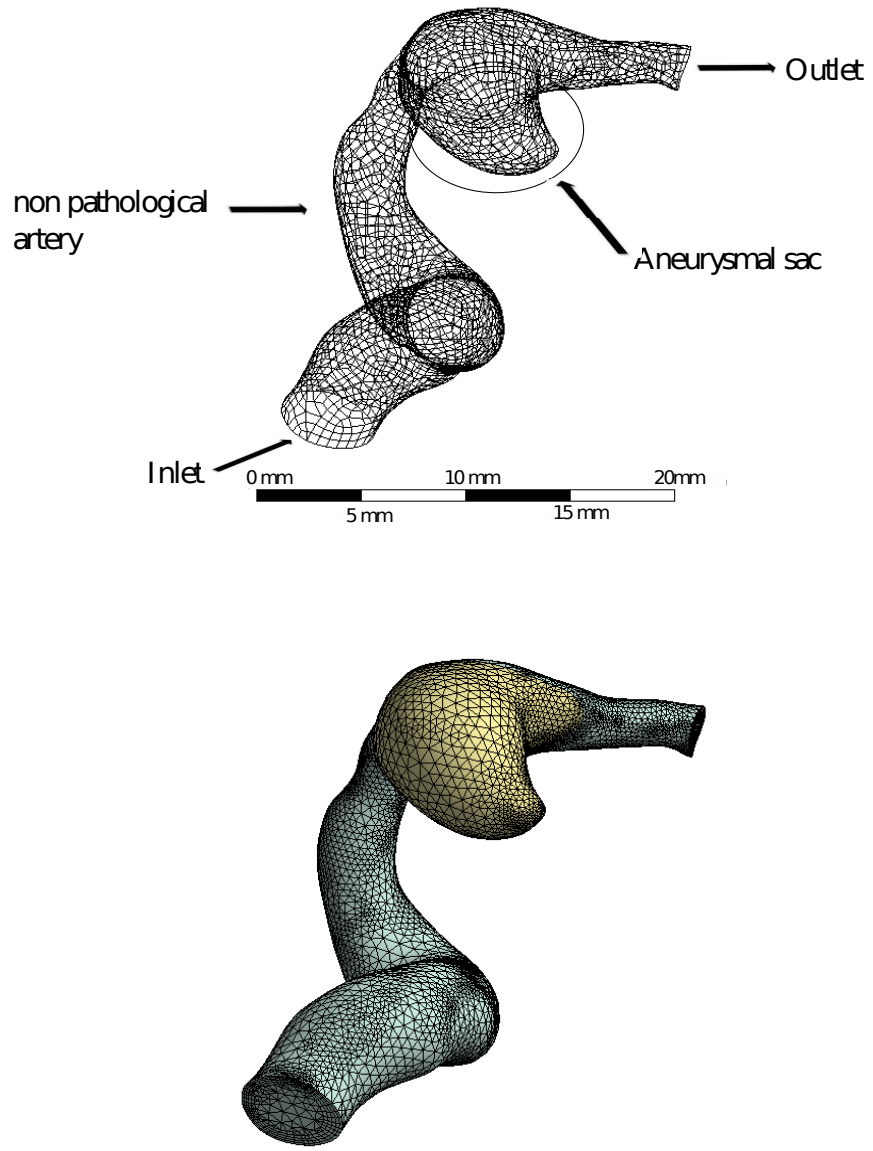 Outlet
non pathological
artery
Aneurysmal sac
Inlet
0 mm 10 mm 20mm
5 mm 15 mm